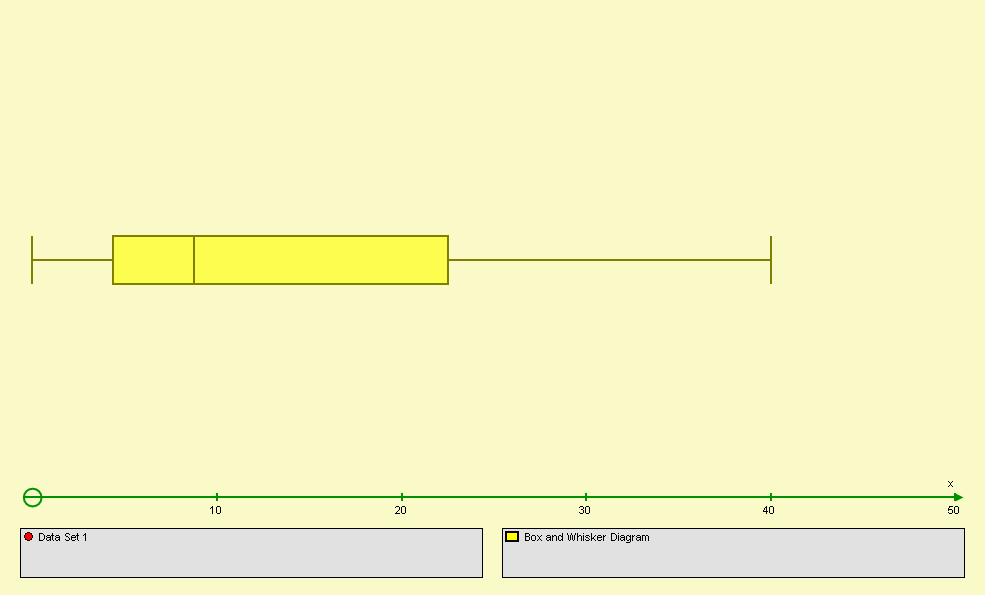 x
10 20 30 40 50
Data Set 1
Box and Whisker Diagram